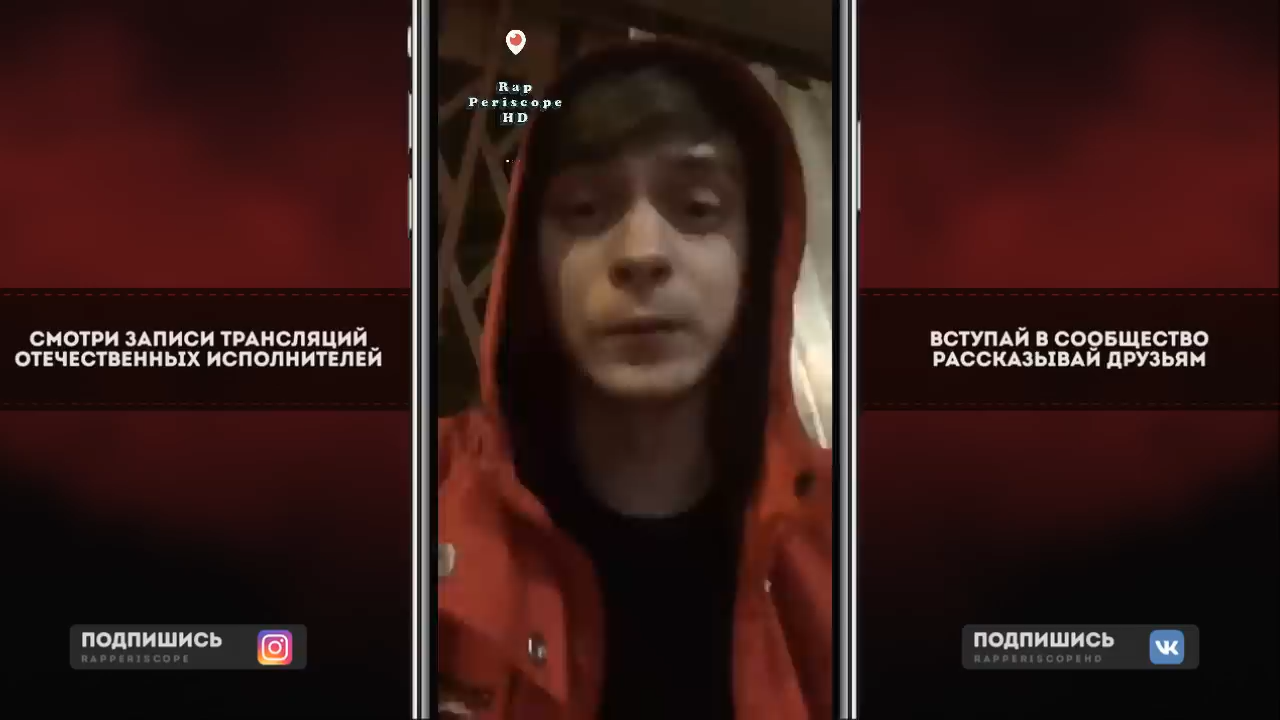 Rap
Periscope
HD
СМОТРИ ЗАПИСИ ТРАНСЛЯЦИЙ
ОТЕЧЕСТВЕННЫХ ИСПОЛНИТЕЛЕЙ
ВСТУПАЙ В СООБЩЕСТВО
РАССКАЗЫВАЙ ДРУЗЬЯМ
ПОДПИШИСЬ
RAPPERISCOPE
ПОДПИШИСЬ
RAPPERISCOPEHD